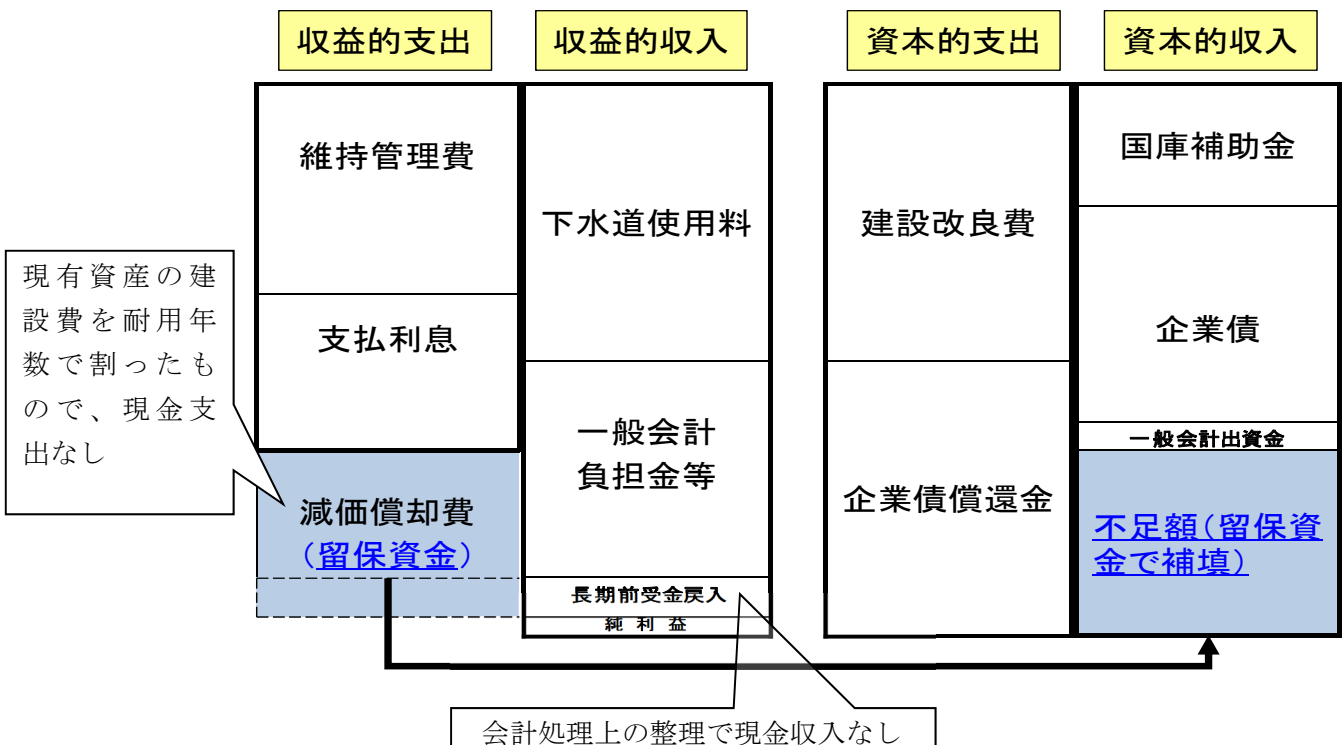 収益的支出
収益的収入
資本的支出
資本的収入
維持管理費
支払利息
減価償却費
(留保資金)
下水道使用料
一般会計
負担金等
長期前受金戻入
純利益
建設改良費
企業債償還金
国庫補助金
企業債
一般会計出資金
不足額(留保資
金で補填)
現有資産の建
設費を耐用年
数で割ったも
ので、現金支
出なし
会計処理上の整理で現金収入なし